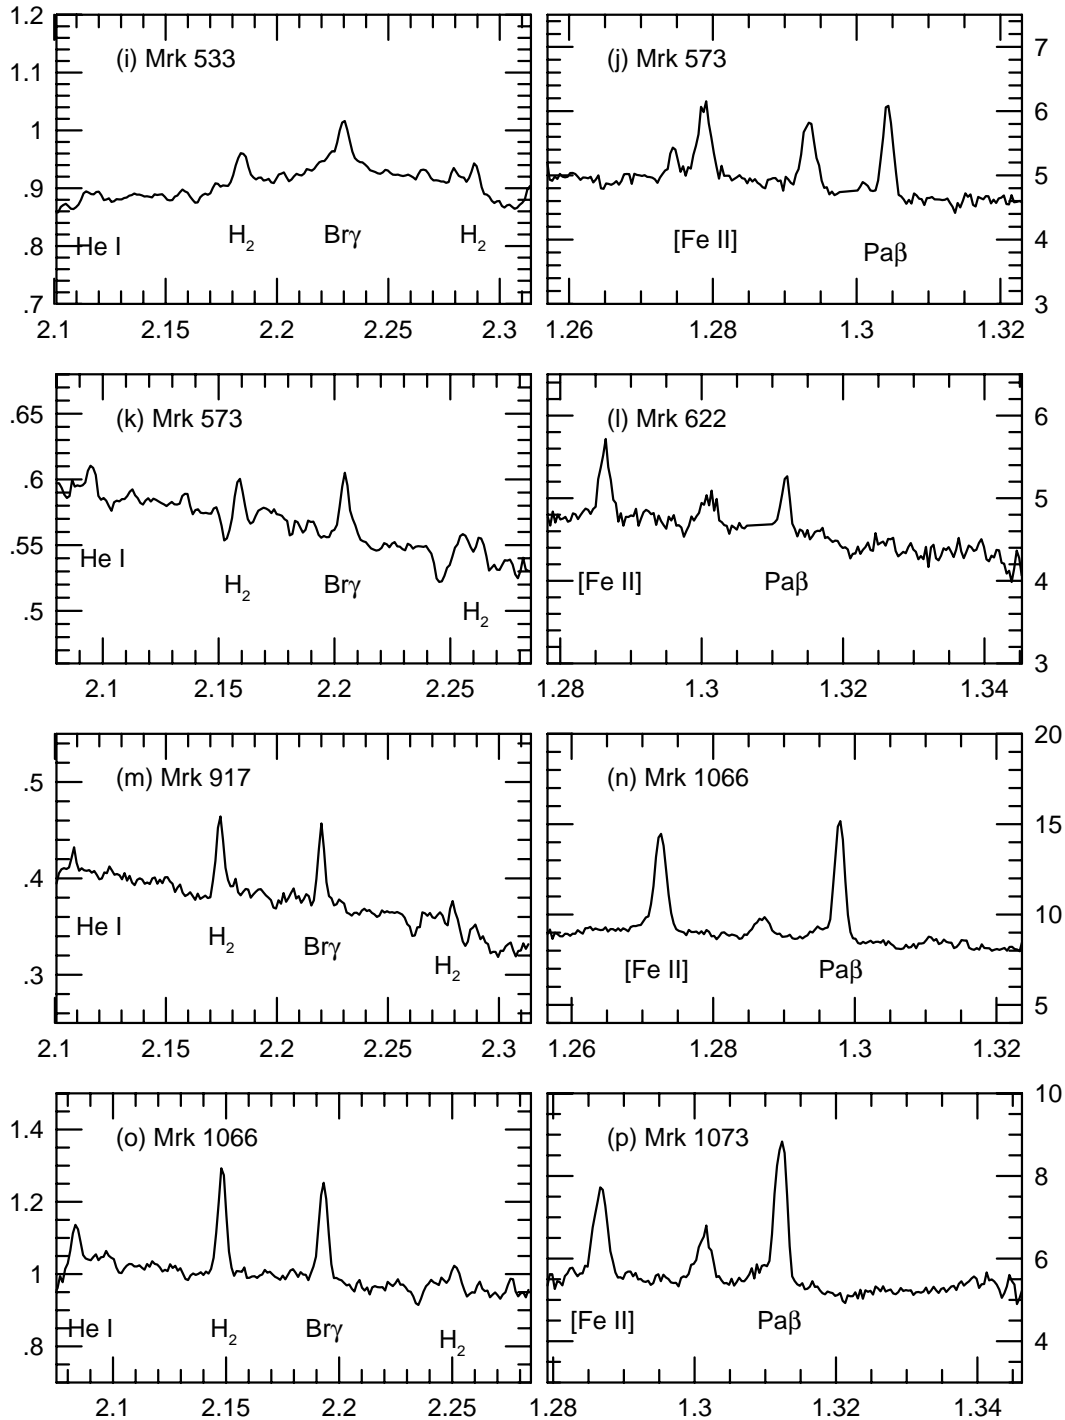 1.2
1.1
1
.9
.8
.7
(i) Mrk 533
He I
H₂
Brγ
H₂
2.1 2.15 2.2 2.25 2.3
7
6
5
4
3
(j) Mrk 573
[Fe II]
Paβ
1.26 1.28 1.3 1.32
.65
.6
.55
.5
(k) Mrk 573
He I
H₂
Brγ
H₂
2.1 2.15 2.2 2.25
6
5
4
3
(l) Mrk 622
[Fe II]
Paβ
1.28 1.3 1.32 1.34
.5
.4
.3
(m) Mrk 917
He I
H₂
Brγ
H₂
2.1 2.15 2.2 2.25 2.3
20
15
10
5
(n) Mrk 1066
[Fe II]
Paβ
1.26 1.28 1.3 1.32
1.4
1.2
1
.8
(o) Mrk 1066
He I
H₂
Brγ
H₂
2.1 2.15 2.2 2.25
10
8
6
4
(p) Mrk 1073
[Fe II]
Paβ
1.28 1.3 1.32 1.34